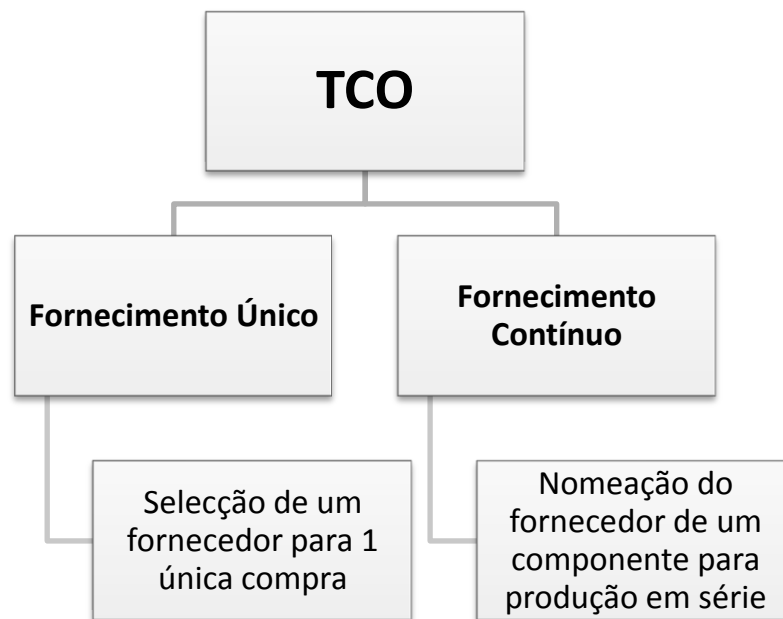 TCO
Fornecimento Único
Fornecimento
Contínuo
Selecção de um
fornecedor para 1
única compra
Nomeação do
fornecedor de um
componente para
produção em série